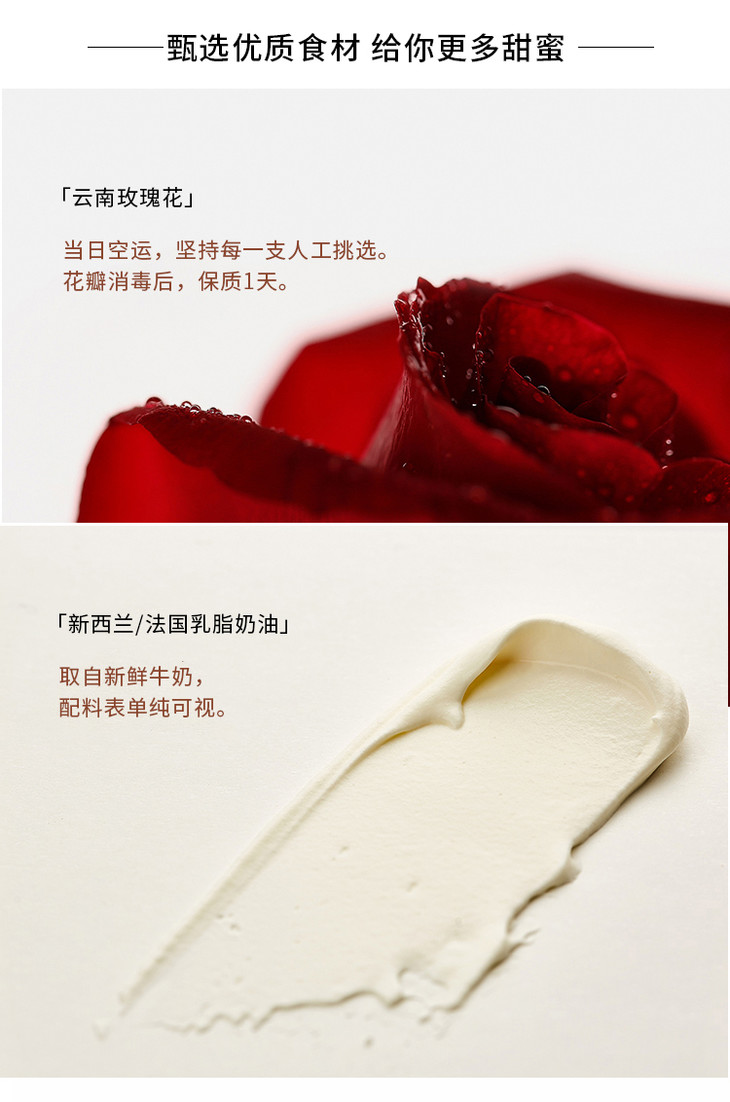 甄选优质食材 给你更多甜蜜
「云南玫瑰花」
当日空运，坚持每一支人工挑选。
花瓣消毒后，保质1天。
「新西兰/法国乳脂奶油」
取自新鲜牛奶，
配料表单纯可视。